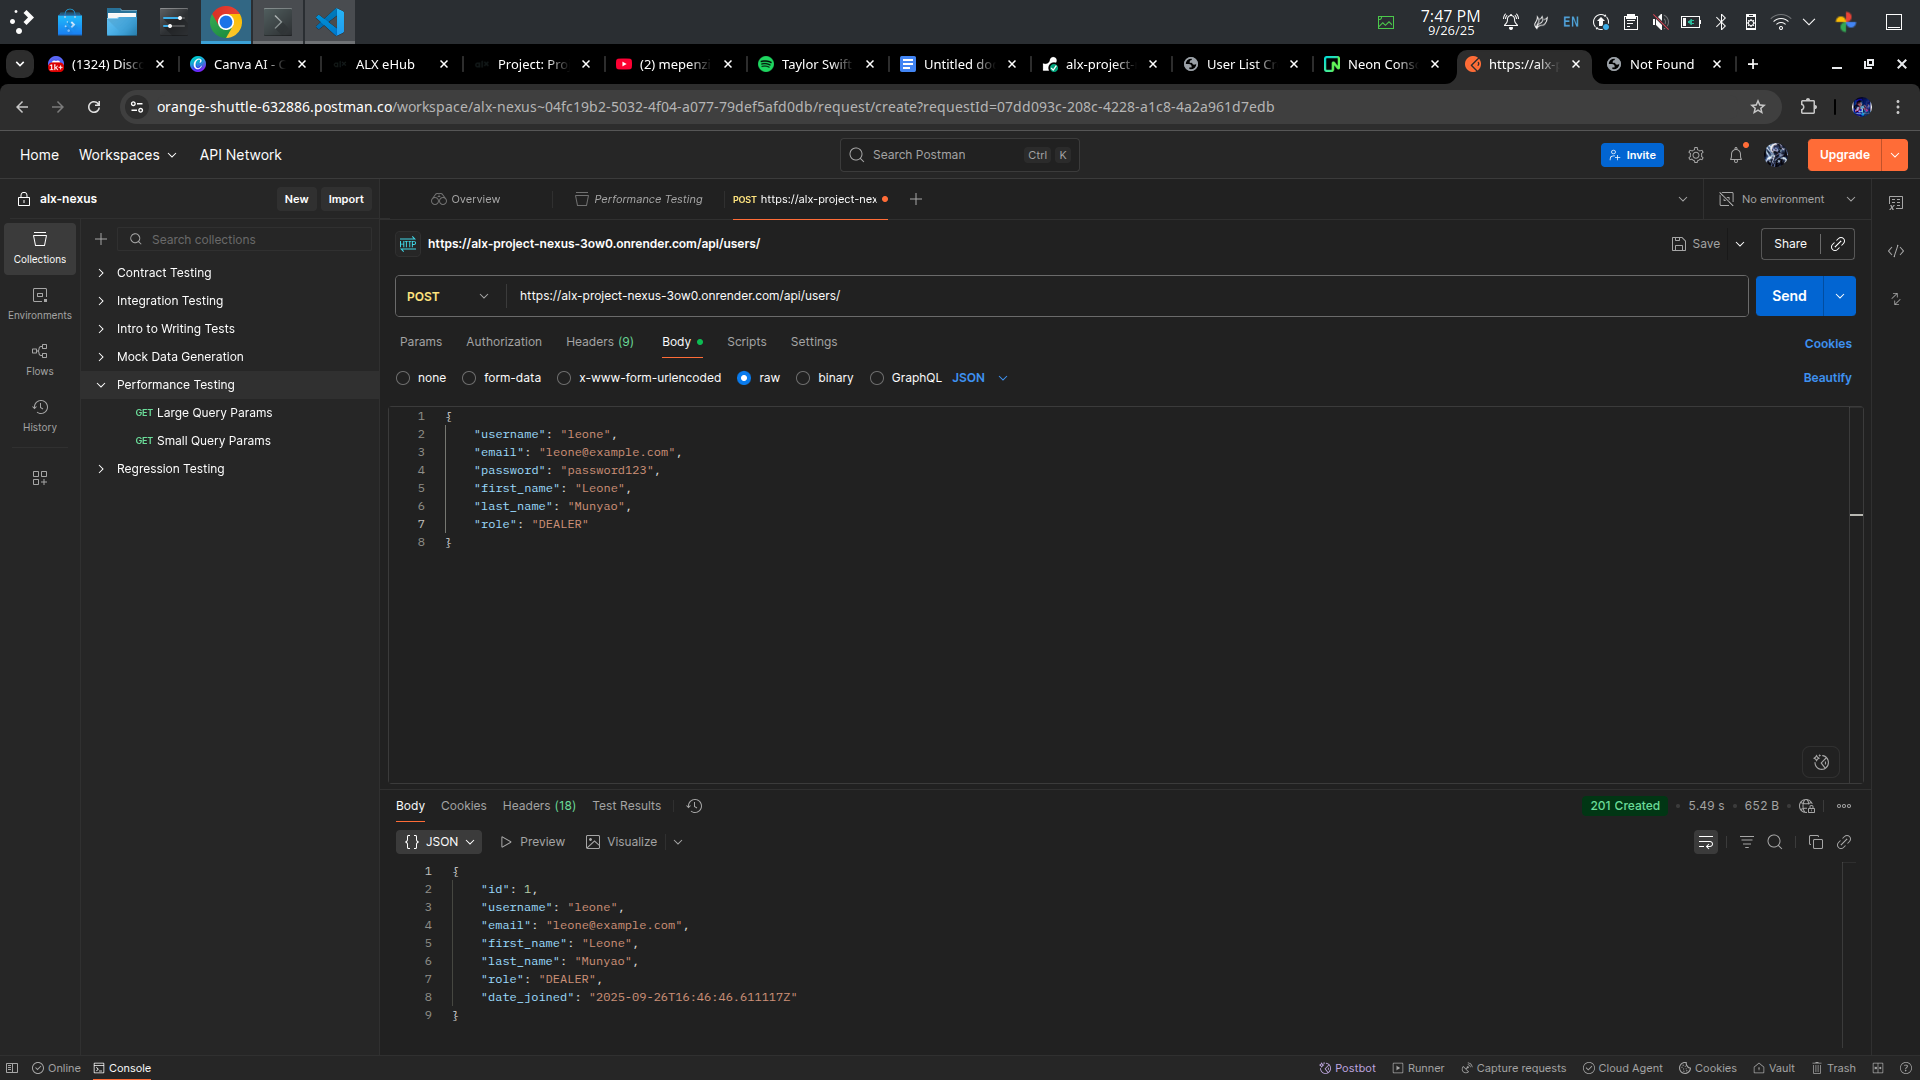 7:47 PM
9/26/25
EN
(1324) Disc
Canva AI - C
ALX eHub
Project: Pro
(2) mepenzi
Taylor Swift
Untitled do
alx-project-
User List Cr
Neon Cons
https://alx-p
Not Found
orange-shuttle-632886.postman.co/workspace/alx-nexus~04fc19b2-5032-4f04-a077-79def5afd0db/request/create?requestId=07dd093c-208c-4228-a1c8-4a2a961d7edb
Home
Workspaces
API Network
Search Postman
Ctrl K
Invite
Upgrade
alx-nexus
New
Import
Overview
Performance Testing
POST https://alx-project-nex
No environment
Collections
Environments
Flows
History
Search collections
Contract Testing
Integration Testing
Intro to Writing Tests
Mock Data Generation
Performance Testing
GET Large Query Params
GET Small Query Params
Regression Testing
HTTP https://alx-project-nexus-3ow0.onrender.com/api/users/
Save
Share
POST https://alx-project-nexus-3ow0.onrender.com/api/users/
Send
Params Authorization Headers (9) Body Scripts Settings
Cookies
none form-data x-www-form-urlencoded raw binary GraphQL JSON
Beautify
1 {
2 "username": "leone",
3 "email": "leone@example.com",
4 "password": "password123",
5 "first_name": "Leone",
6 "last_name": "Munyao",
7 "role": "DEALER"
8 }
Body Cookies Headers (18) Test Results
201 Created • 5.49 s • 652 B
{} JSON Preview Visualize
1 {
2 "id": 1,
3 "username": "leone",
4 "email": "leone@example.com",
5 "first_name": "Leone",
6 "last_name": "Munyao",
7 "role": "DEALER",
8 "date_joined": "2025-09-26T16:46:46.611117Z"
9 }
Online
Console
Postbot
Runner
Capture requests
Cloud Agent
Cookies
Vault
Trash